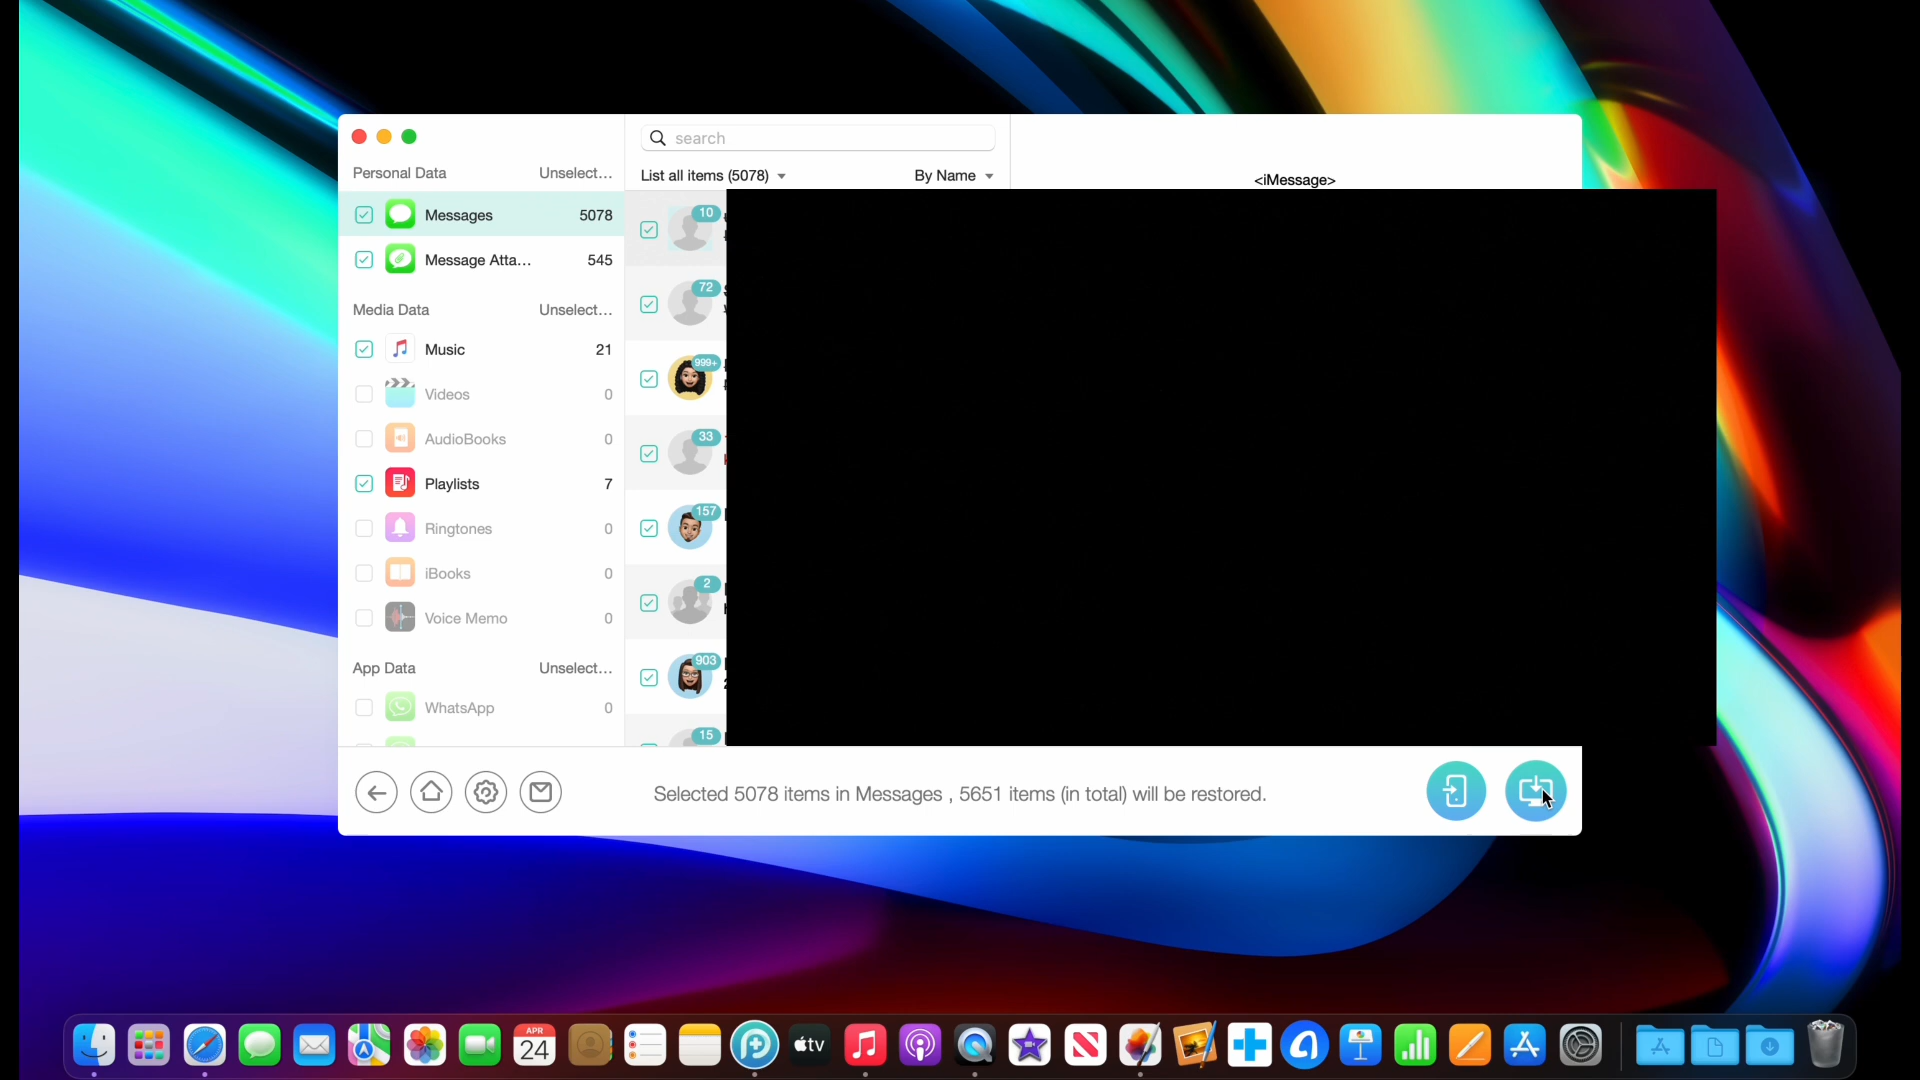 search
Personal Data Unselect...
List all items (5078) By Name
<iMessage>
Messages 5078
Message Atta... 545
Media Data Unselect...
Music 21
Videos 0
AudioBooks 0
Playlists 7
Ringtones 0
iBooks 0
Voice Memo 0
App Data Unselect...
WhatsApp 0
10
72
999+
33
157
2
903
15
Selected 5078 items in Messages , 5651 items (in total) will be restored.
APR
24
tv